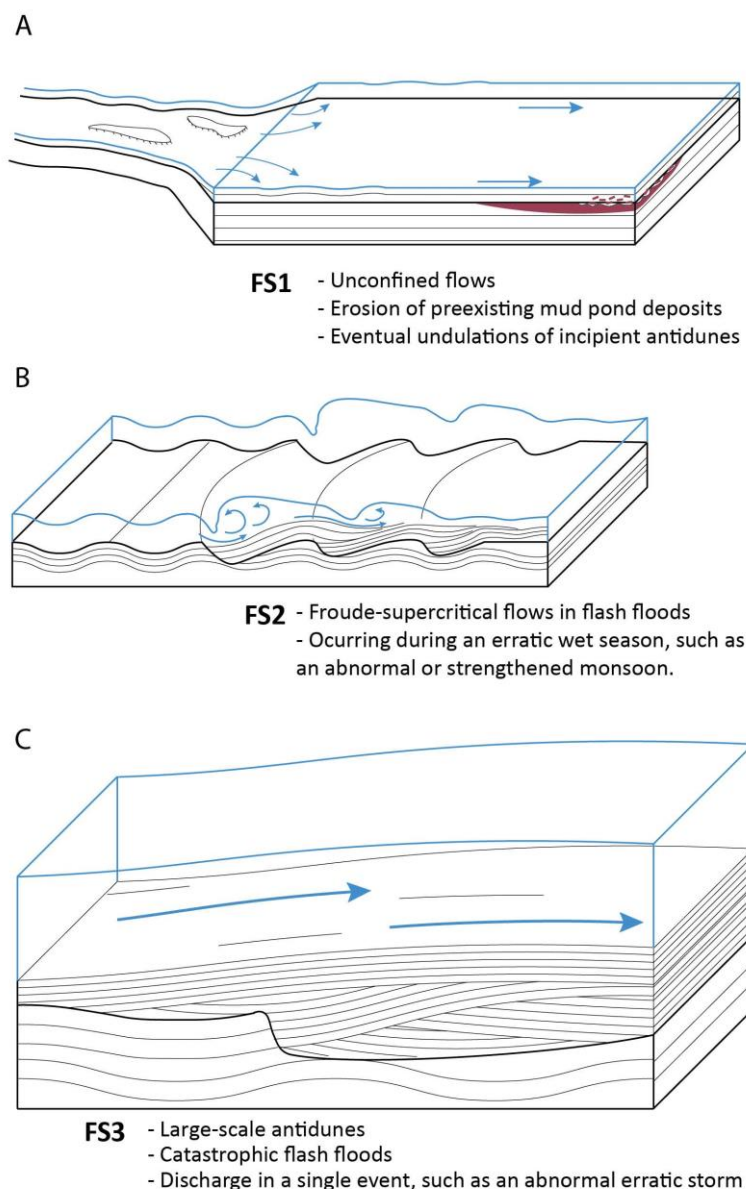 A
FS1 - Unconfined flows
- Erosion of preexisting mud pond deposits
- Eventual undulations of incipient antidunes
B
FS2 - Froude-supercritical flows in flash floods
- Ocurring during an erratic wet season, such as
an abnormal or strengthened monsoon.
C
FS3 - Large-scale antidunes
- Catastrophic flash floods
- Discharge in a single event, such as an abnormal erratic storm